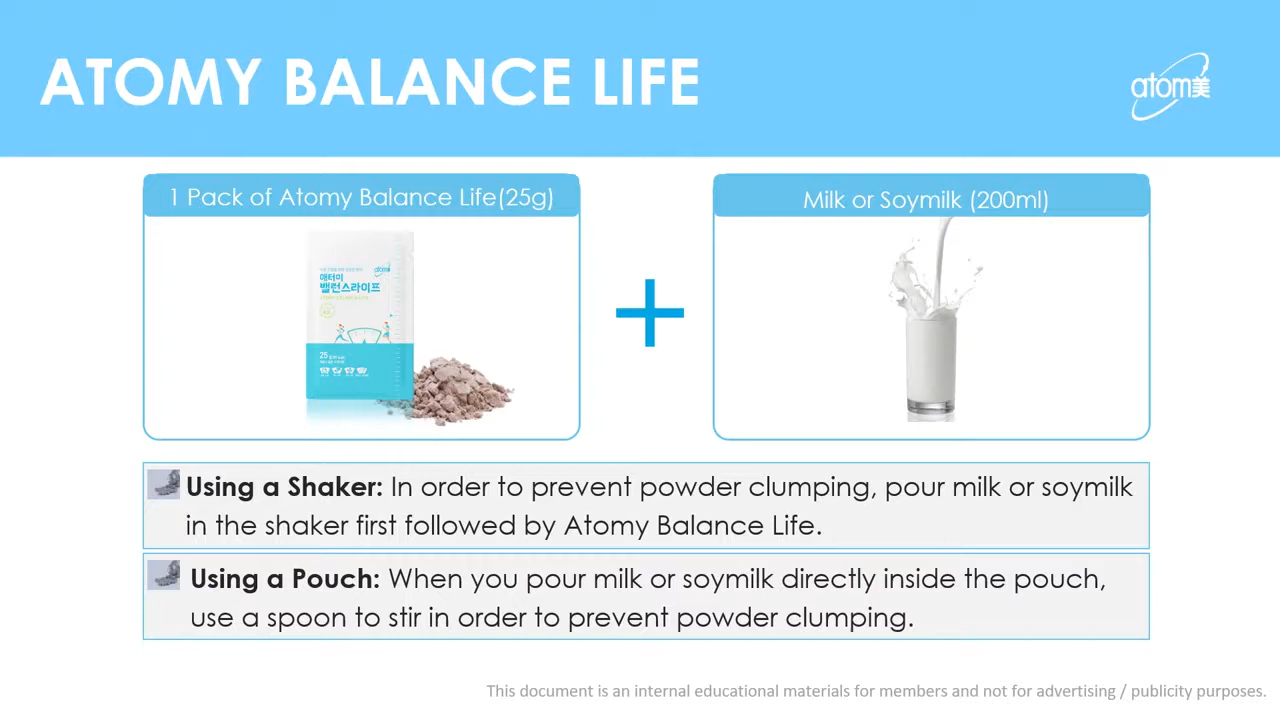 ATOMY BALANCE LIFE
atom美
1 Pack of Atomy Balance Life(25g)
애터미
밸런스라이프
25
Milk or Soymilk (200ml)
Using a Shaker: In order to prevent powder clumping, pour milk or soymilk
in the shaker first followed by Atomy Balance Life.
Using a Pouch: When you pour milk or soymilk directly inside the pouch,
use a spoon to stir in order to prevent powder clumping.
This document is an internal educational materials for members and not for advertising / publicity purposes.